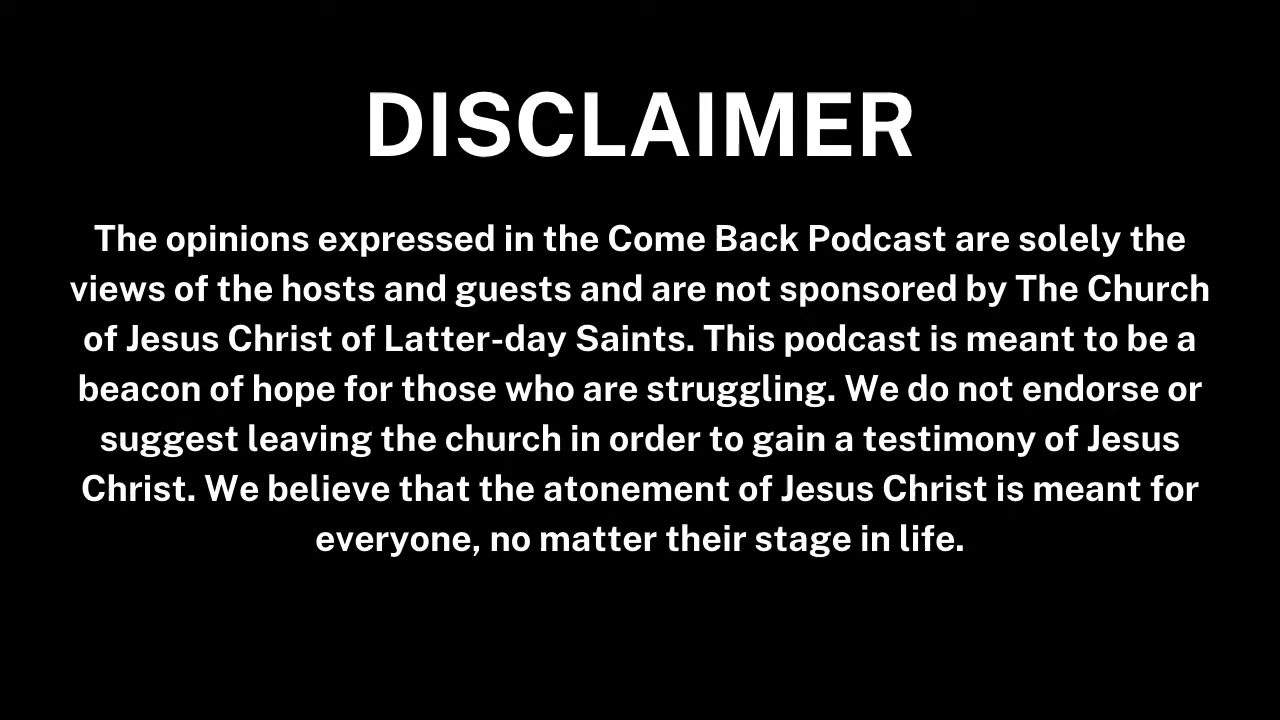 DISCLAIMER
The opinions expressed in the Come Back Podcast are solely the
views of the hosts and guests and are not sponsored by The Church
of Jesus Christ of Latter-day Saints. This podcast is meant to be a
beacon of hope for those who are struggling. We do not endorse or
suggest leaving the church in order to gain a testimony of Jesus
Christ. We believe that the atonement of Jesus Christ is meant for
everyone, no matter their stage in life.